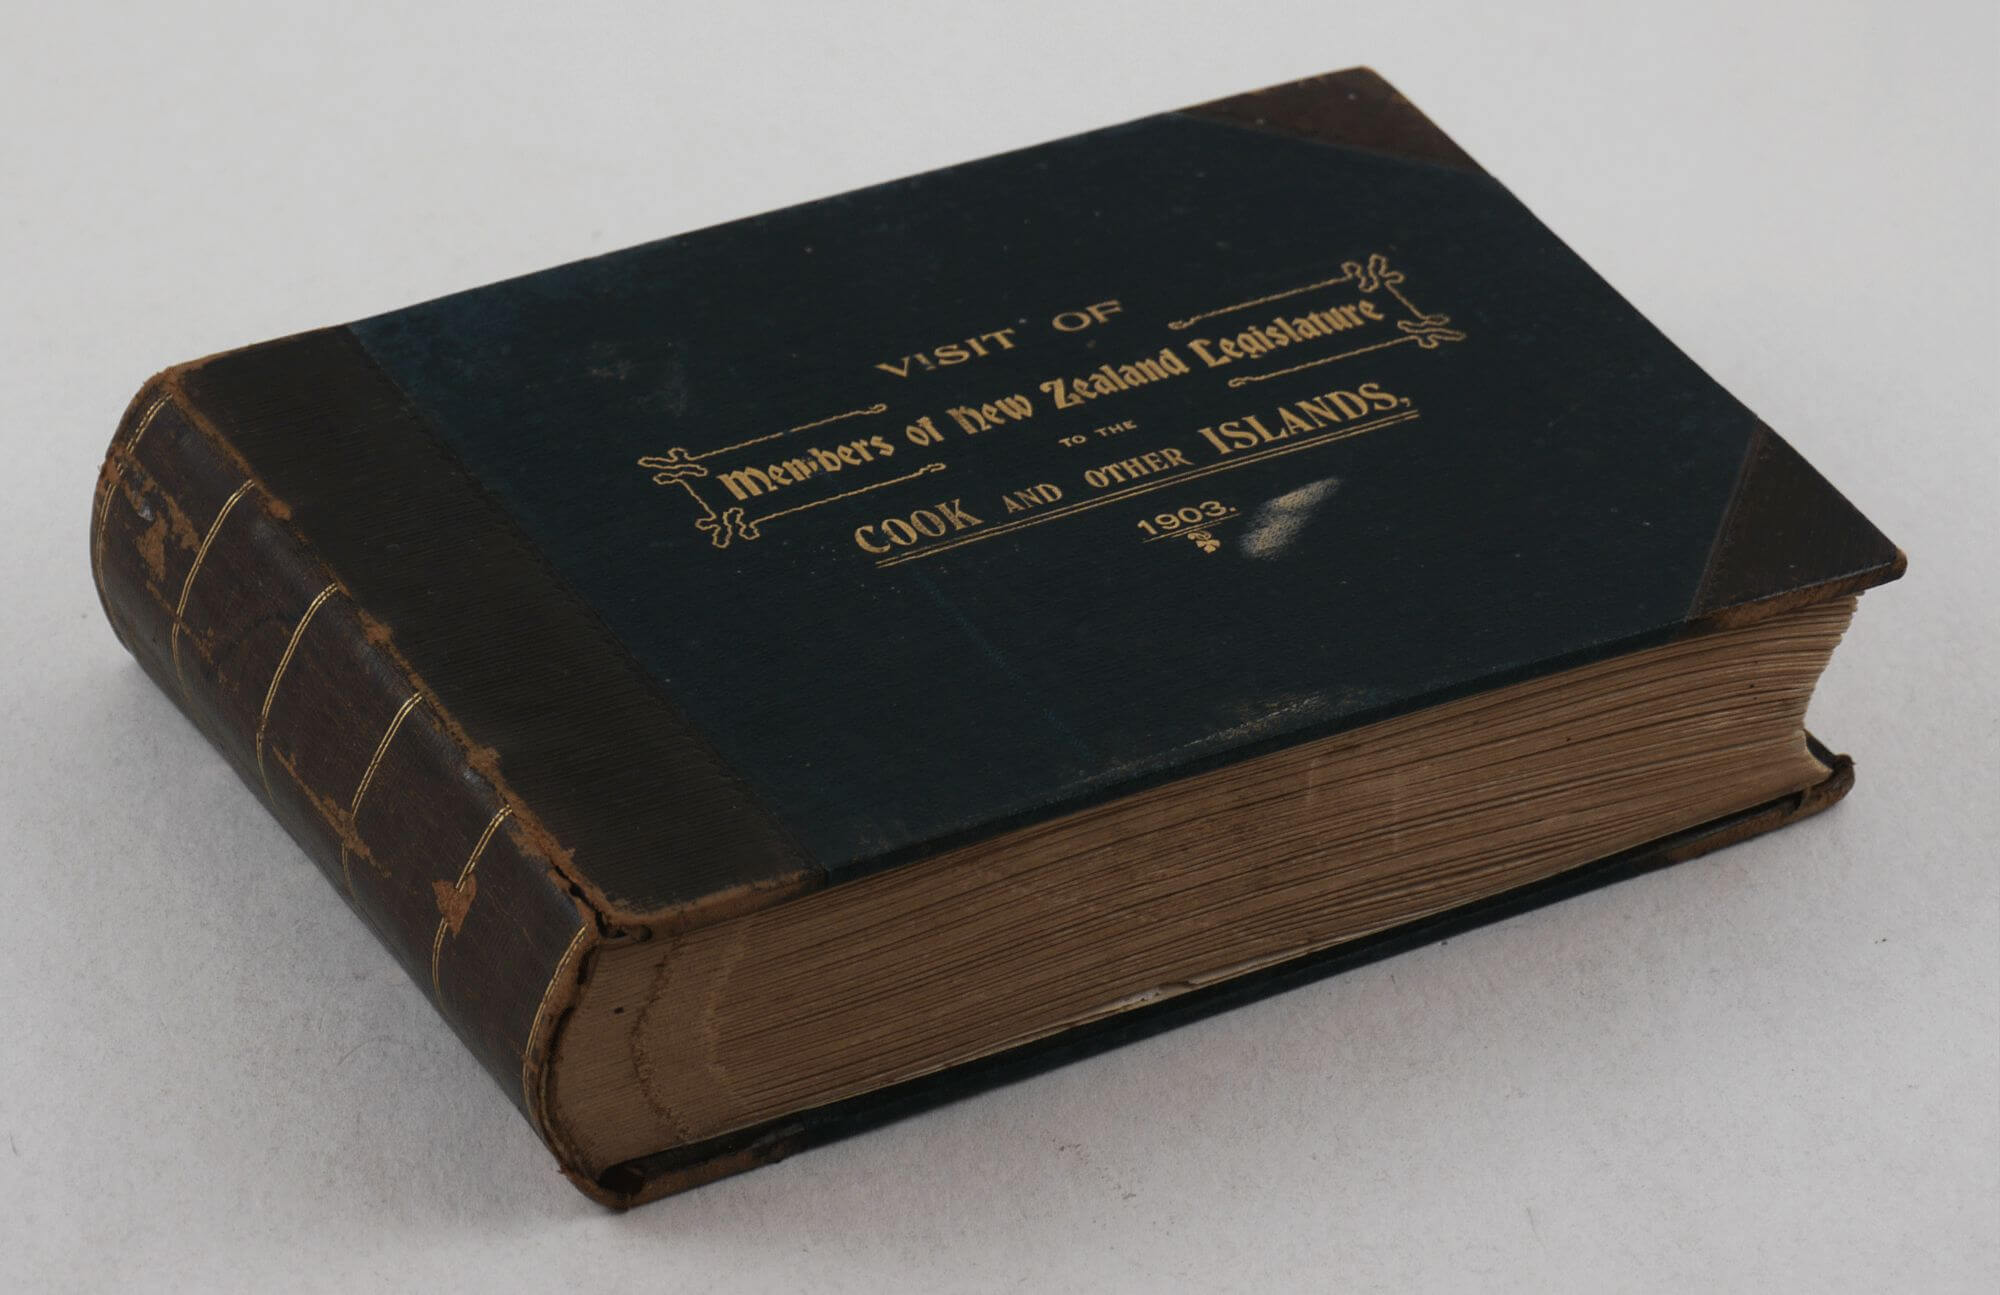 VISIT OF
Members of New Zealand Legislature
TO THE
COOK AND OTHER ISLANDS,
1903.